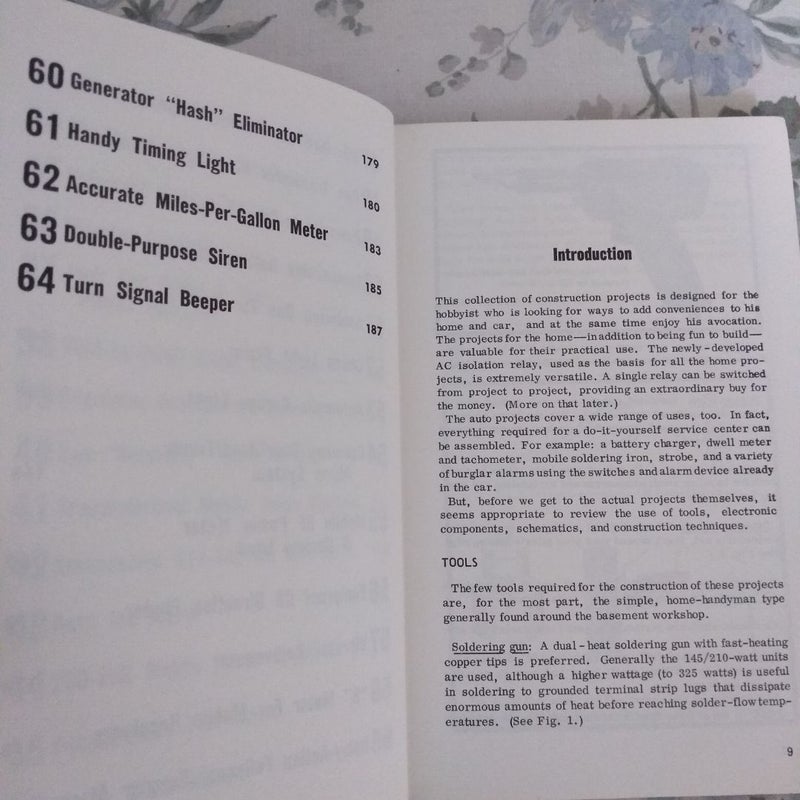 60 Generator "Hash" Eliminator 179
61 Handy Timing Light 180
62 Accurate Miles-Per-Gallon Meter 183
63 Double-Purpose Siren 185
64 Turn Signal Beeper 187
Introduction
This collection of construction projects is designed for the
hobbyist who is looking for ways to add conveniences to his
home and car, and at the same time enjoy his avocation.
The projects for the home—in addition to being fun to build—
are valuable for their practical use. The newly-developed
AC isolation relay, used as the basis for all the home pro-
jects, is extremely versatile. A single relay can be switched
from project to project, providing an extraordinary buy for
the money. (More on that later.)
The auto projects cover a wide range of uses, too. In fact,
everything required for a do-it-yourself service center can
be assembled. For example: a battery charger, dwell meter
and tachometer, mobile soldering iron, strobe, and a variety
of burglar alarms using the switches and alarm device already
in the car.
But, before we get to the actual projects themselves, it
seems appropriate to review the use of tools, electronic
components, schematics, and construction techniques.
TOOLS
The few tools required for the construction of these projects
are, for the most part, the simple, home-handyman type
generally found around the basement workshop.
Soldering gun: A dual-heat soldering gun with fast-heating
copper tips is preferred. Generally the 145/210-watt units
are used, although a higher wattage (to 325 watts) is useful
in soldering to grounded terminal strip lugs that dissipate
enormous amounts of heat before reaching solder-flow temp-
eratures. (See Fig. 1.)
9